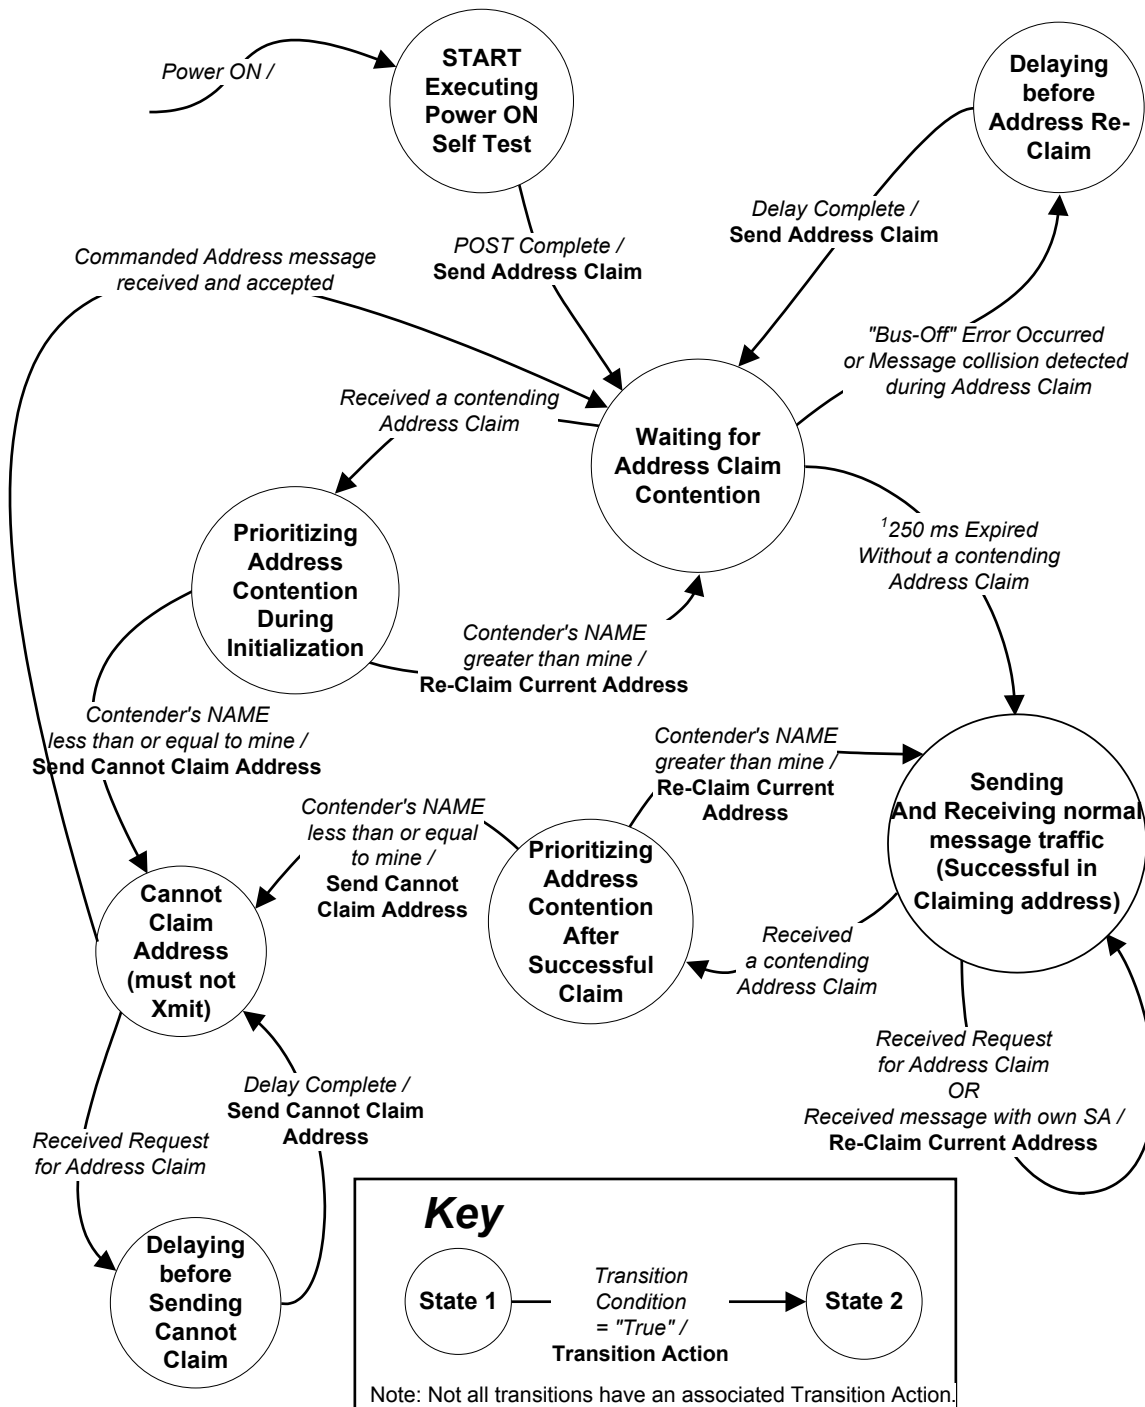 Power ON /
START
Executing
Power ON
Self Test
Delaying
before
Address Re-
Claim
Delay Complete /
Send Address Claim
POST Complete /
Send Address Claim
Commanded Address message
received and accepted
"Bus-Off" Error Occurred
or Message collision detected
during Address Claim
Received a contending
Address Claim
Waiting for
Address Claim
Contention
1250 ms Expired
Without a contending
Address Claim
Prioritizing
Address
Contention
During
Initialization
Contender's NAME
greater than mine /
Re-Claim Current Address
Contender's NAME
less than or equal to mine /
Send Cannot Claim Address
Contender's NAME
greater than mine /
Re-Claim Current
Address
Sending
And Receiving normal
message traffic
(Successful in
Claiming address)
Contender's NAME
less than or equal
to mine /
Send Cannot
Claim Address
Prioritizing
Address
Contention
After
Successful
Claim
Cannot
Claim
Address
(must not
Xmit)
Received
a contending
Address Claim
Received Request
for Address Claim
OR
Received message with own SA /
Re-Claim Current Address
Delay Complete /
Send Cannot Claim
Address
Received Request
for Address Claim
Delaying
before
Sending
Cannot
Claim
Key
State 1
Transition
Condition
= "True" /
Transition Action
State 2
Note: Not all transitions have an associated Transition Action.